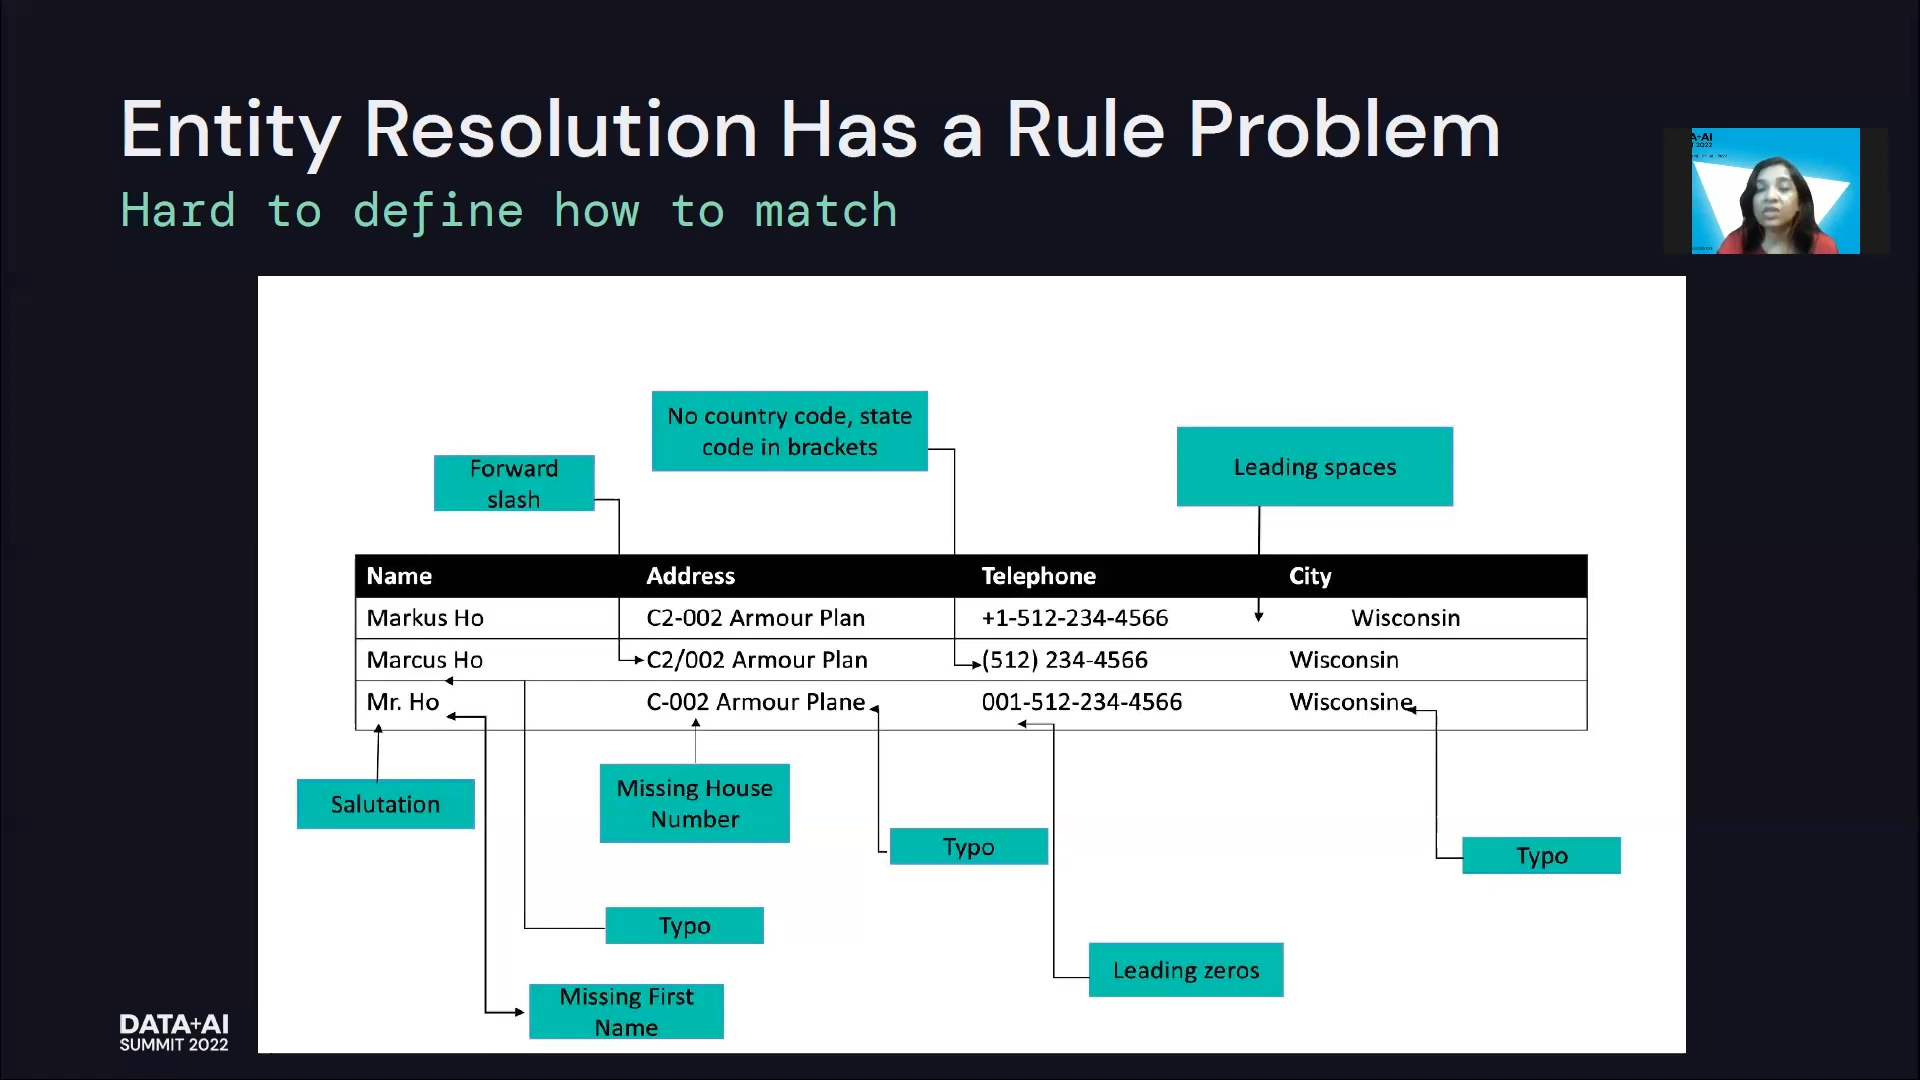 Entity Resolution Has a Rule Problem
Hard to define how to match
A+AI
T 2022
No country code, state
code in brackets
Forward
slash
Leading spaces
Name Address Telephone City
Markus Ho C2-002 Armour Plan +1-512-234-4566 Wisconsin
Marcus Ho C2/002 Armour Plan (512) 234-4566 Wisconsin
Mr. Ho C-002 Armour Plane 001-512-234-4566 Wisconsine
Salutation
Missing House
Number
Typo
Typo
Typo
Leading zeros
Missing First
Name
DATA+AI
SUMMIT 2022